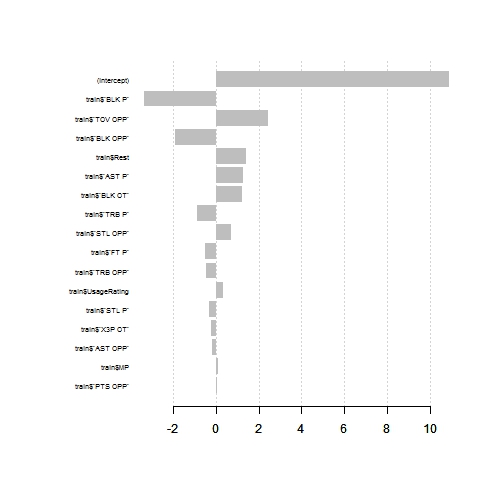 (Intercept)
train$`BLK P`
train$`TOV OPP`
train$`BLK OPP`
train$Rest
train$`AST P`
train$`BLK OT`
train$`TRB P`
train$`STL OPP`
train$`FT P`
train$`TRB OPP`
train$UsageRating
train$`STL P`
train$`X3P OT`
train$`AST OPP`
train$MP
train$`PTS OPP`
-2 0 2 4 6 8 10